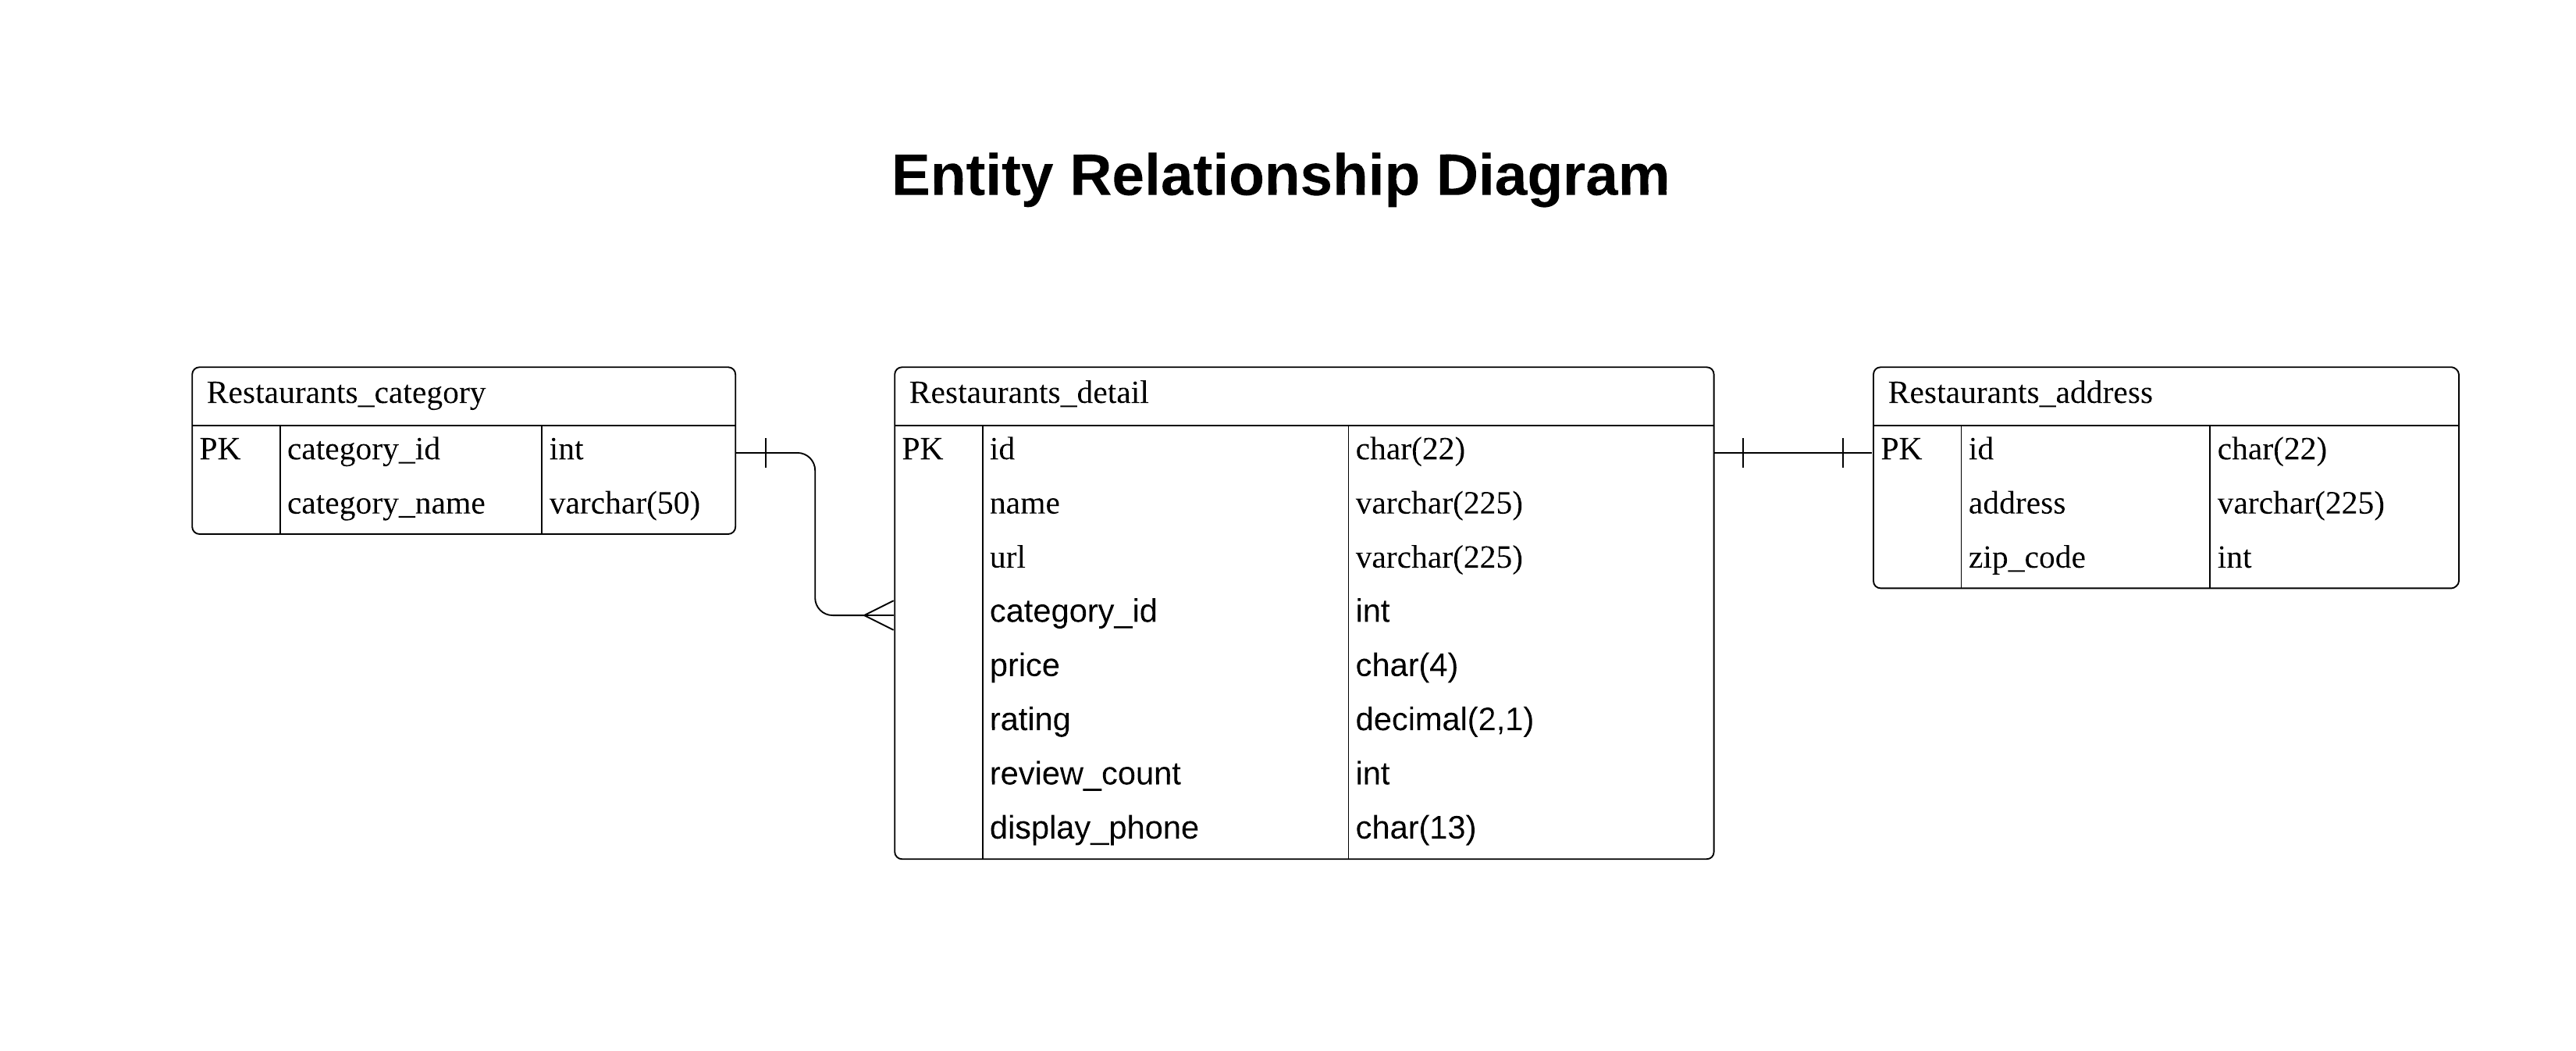 Entity Relationship Diagram
Restaurants_category
PK category_id int
category_name varchar(50)
Restaurants_detail
PK id char(22)
name varchar(225)
url varchar(225)
category_id int
price char(4)
rating decimal(2,1)
review_count int
display_phone char(13)
Restaurants_address
PK id char(22)
address varchar(225)
zip_code int